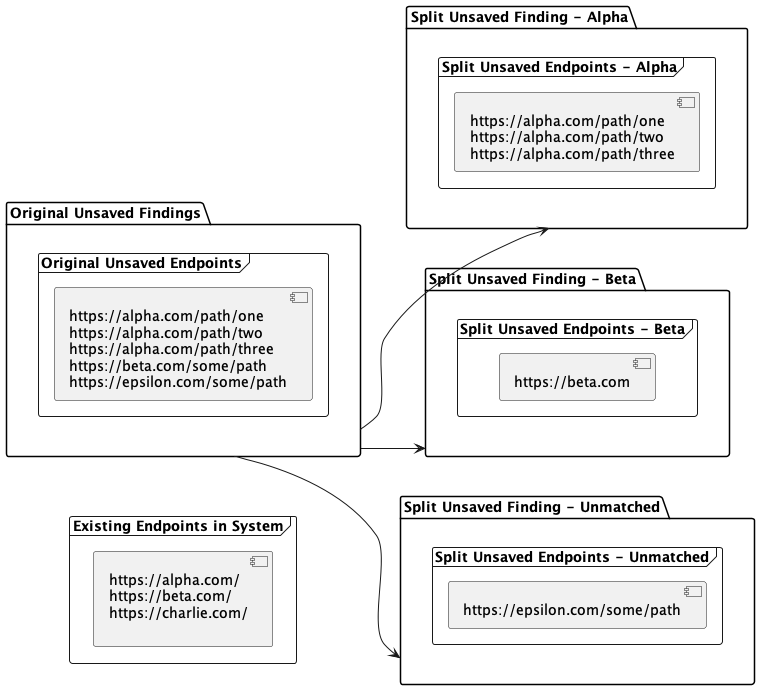 Split Unsaved Finding - Alpha
Split Unsaved Endpoints - Alpha
https://alpha.com/path/one
https://alpha.com/path/two
https://alpha.com/path/three
Original Unsaved Findings
Original Unsaved Endpoints
https://alpha.com/path/one
https://alpha.com/path/two
https://alpha.com/path/three
https://beta.com/some/path
https://epsilon.com/some/path
Split Unsaved Finding - Beta
Split Unsaved Endpoints - Beta
https://beta.com
Existing Endpoints in System
https://alpha.com/
https://beta.com/
https://charlie.com/
Split Unsaved Finding - Unmatched
Split Unsaved Endpoints - Unmatched
https://epsilon.com/some/path